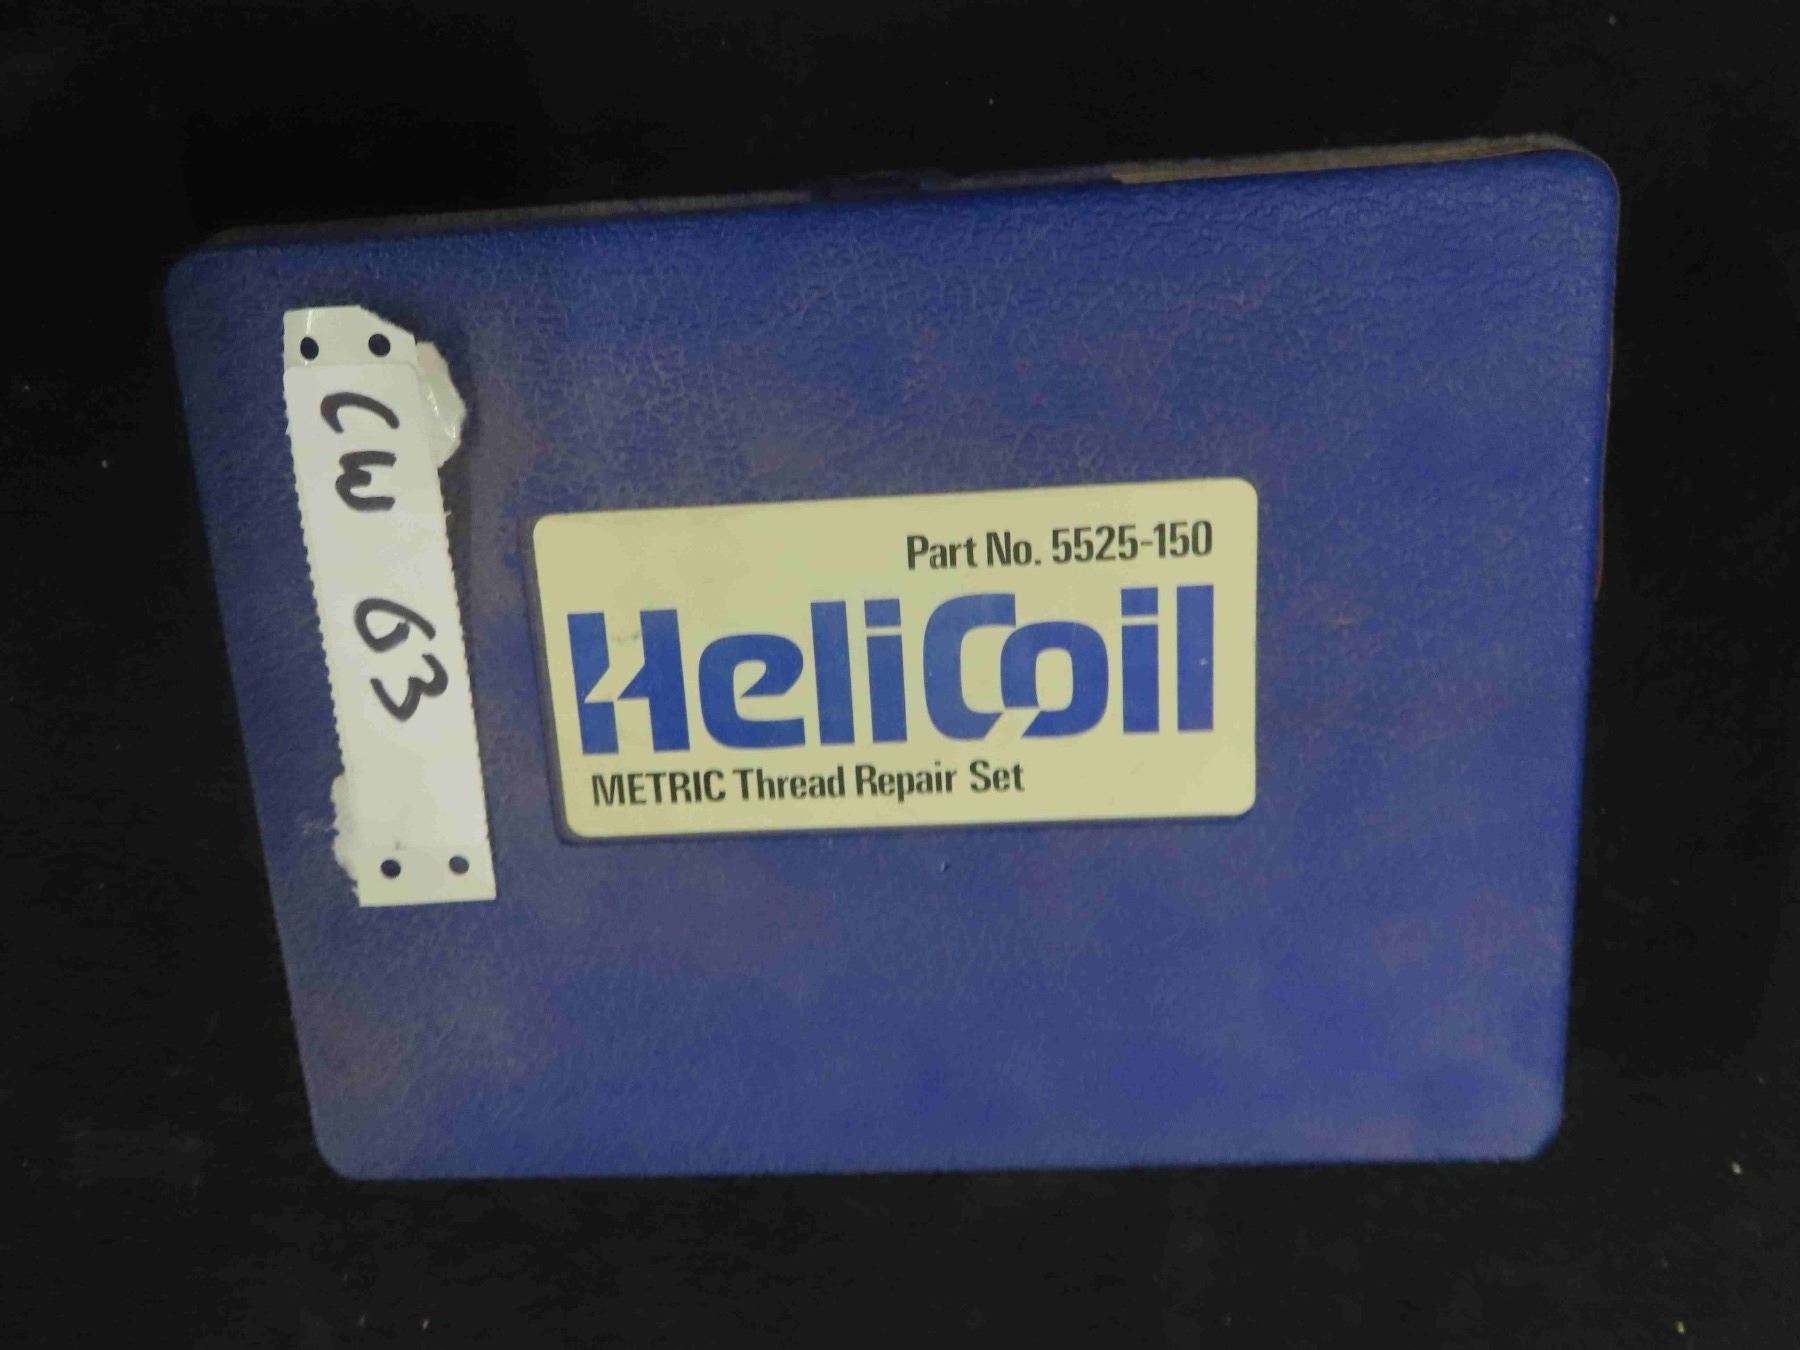 CW 63
Part No. 5525-150
HeliCoil
METRIC Thread Repair Set